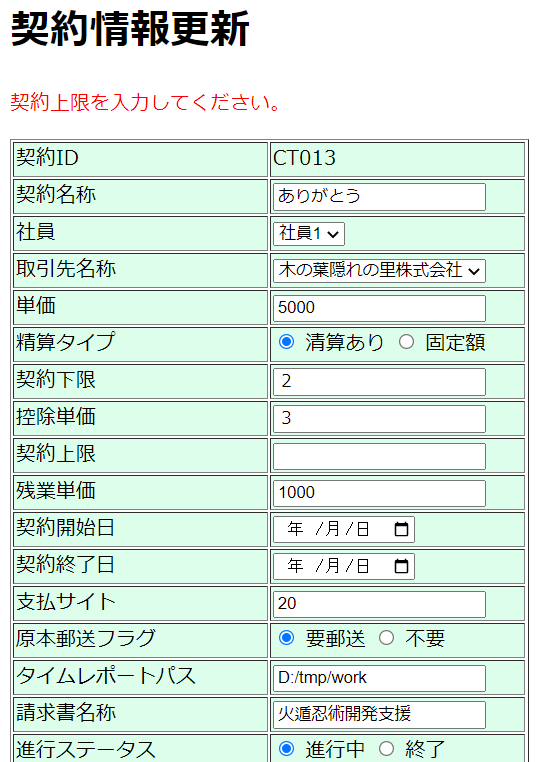 契約情報更新
契約上限を入力してください。
契約ID CT013
契約名称 ありがとう
社員 社員1
取引先名称 木の葉隠れの里株式会社
単価 5000
精算タイプ 清算あり 固定額
契約下限 2
控除単価 3
契約上限
残業単価 1000
契約開始日 年 /月/日
契約終了日 年 /月/日
支払サイト 20
原本郵送フラグ 要郵送 不要
タイムレポートパス D:/tmp/work
請求書名称 火遁忍術開発支援
進行ステータス 進行中 終了